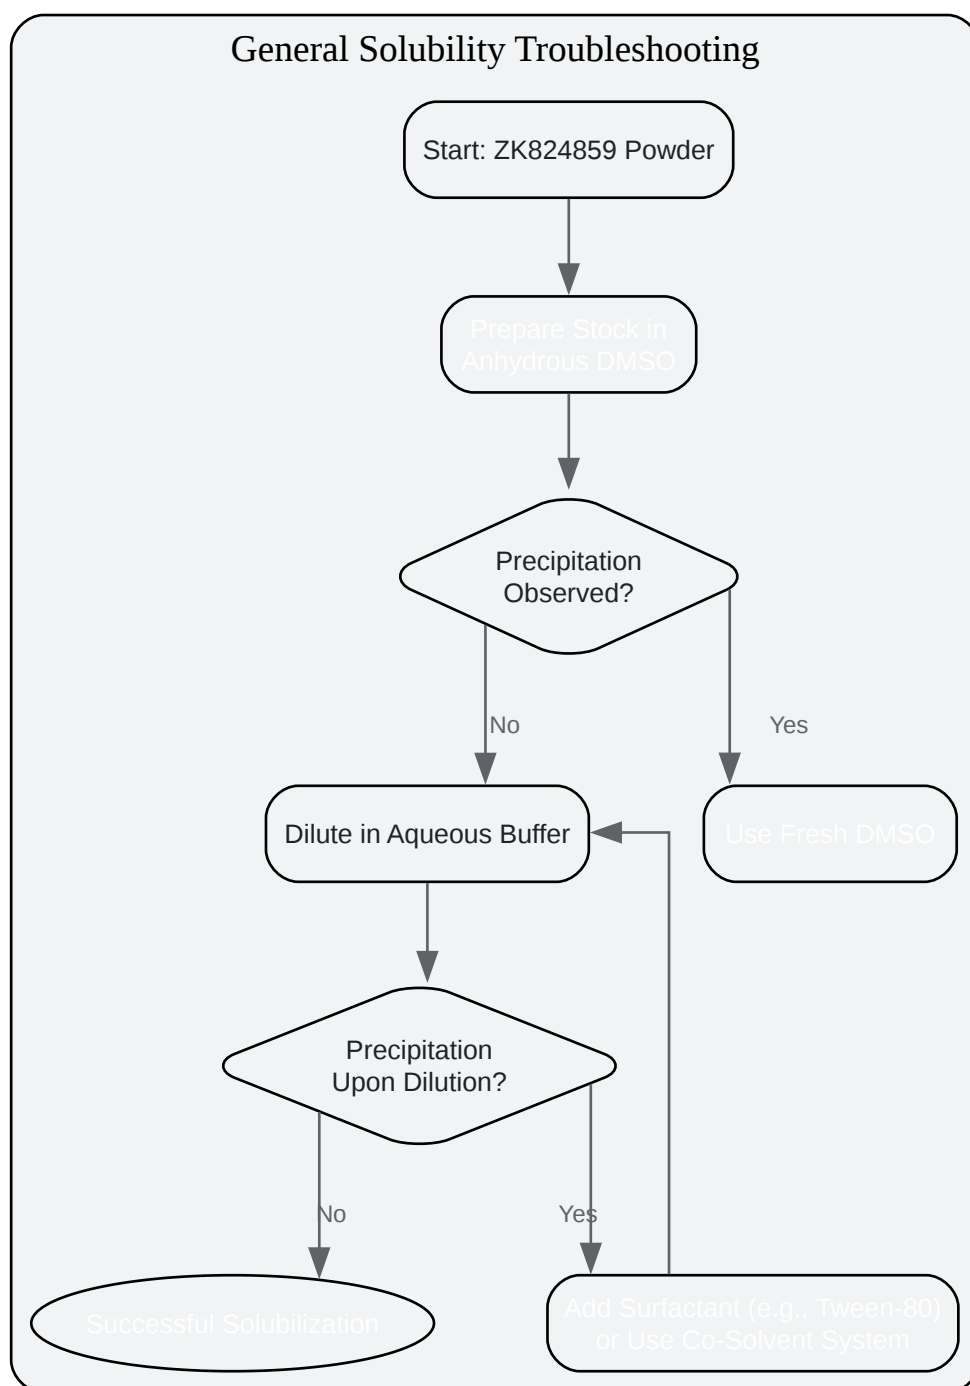 General Solubility Troubleshooting
Start: ZK824859 Powder
Prepare Stock in
Anhydrous DMSO
Precipitation
Observed?
No
Yes
Dilute in Aqueous Buffer
Use Fresh DMSO
Precipitation
Upon Dilution?
No
Yes
Successful Solubilization
Add Surfactant (e.g., Tween-80)
or Use Co-Solvent System